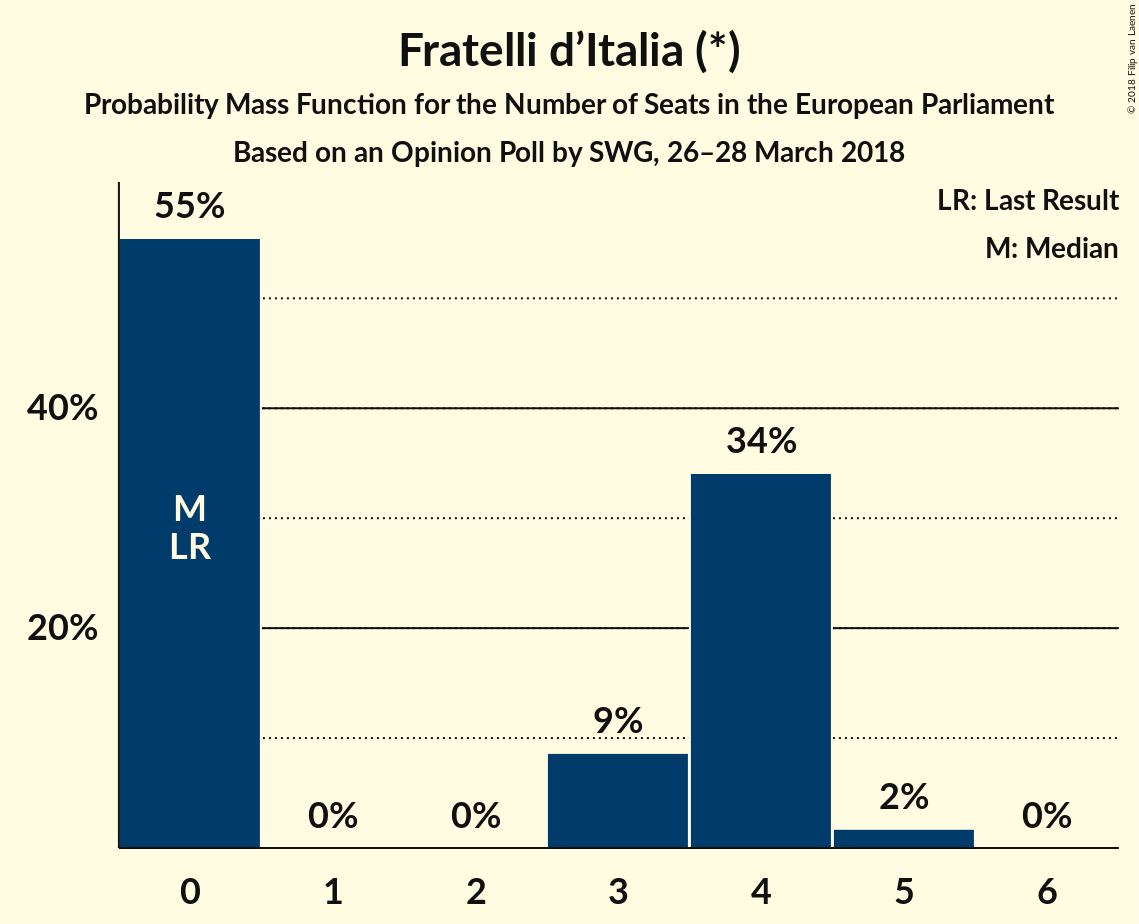 Fratelli d’Italia (*)
Probability Mass Function for the Number of Seats in the European Parliament
Based on an Opinion Poll by SWG, 26–28 March 2018
© 2018 Filip van Laenen
LR: Last Result
M: Median
55%
40%
34%
M
LR
20%
9%
2%
0%
0%
0%
0
1
2
3
4
5
6